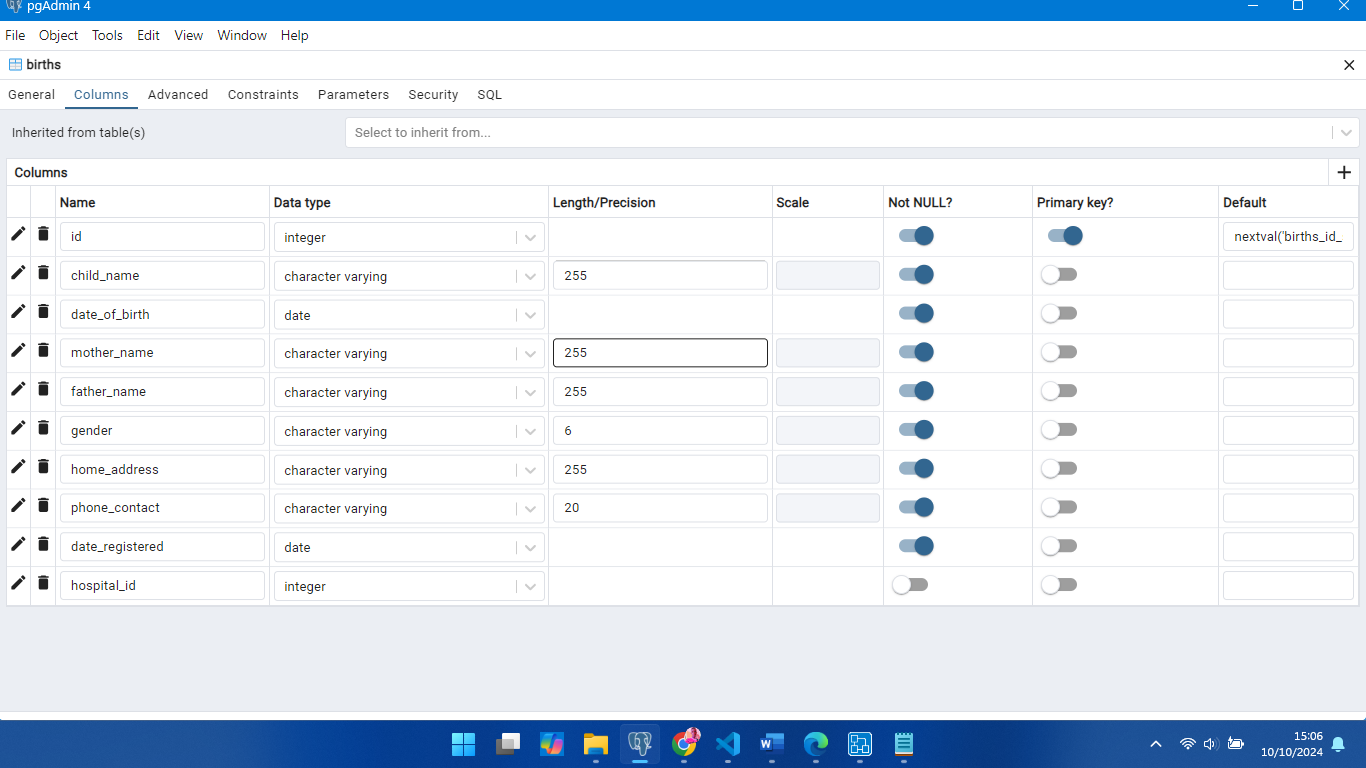 pgAdmin 4
File Object Tools Edit View Window Help
births
General Columns Advanced Constraints Parameters Security SQL
Inherited from table(s) Select to inherit from...
Columns
Name Data type Length/Precision Scale Not NULL? Primary key? Default
id integer nextval('births_id_
child_name character varying 255
date_of_birth date
mother_name character varying 255
father_name character varying 255
gender character varying 6
home_address character varying 255
phone_contact character varying 20
date_registered date
hospital_id integer
15:06
10/10/2024